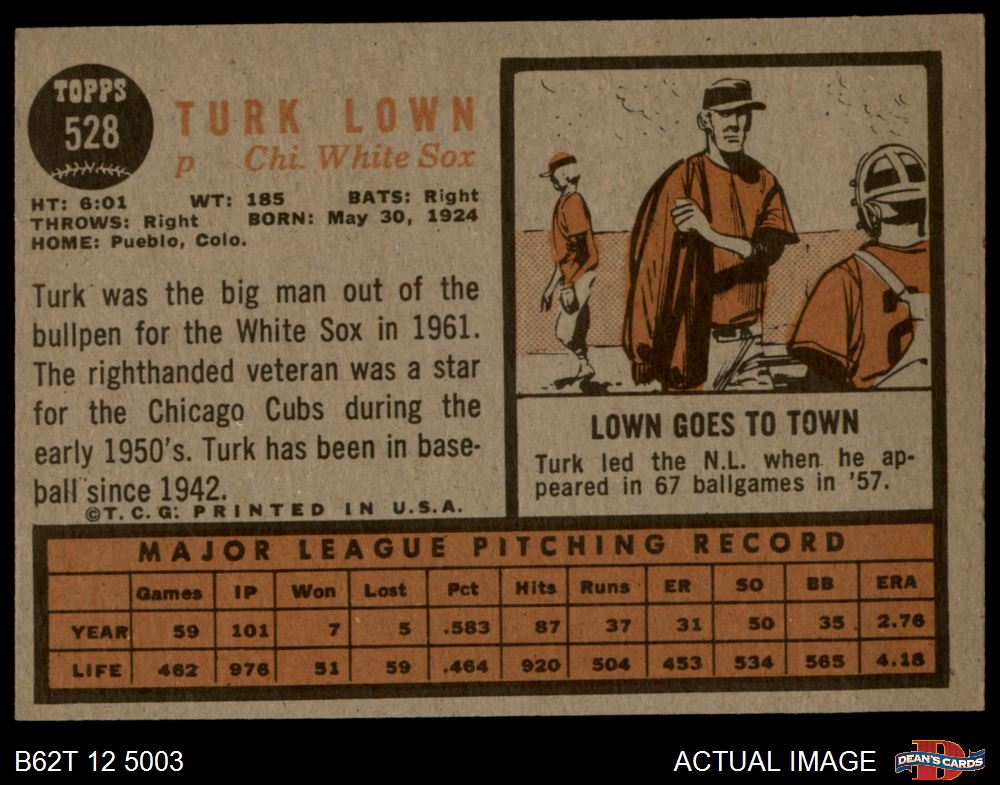 TOPPS
528
TURK LOWN
p Chi. White Sox
HT: 6:01 WT: 185 BATS: Right
THROWS: Right BORN: May 30, 1924
HOME: Pueblo, Colo.
Turk was the big man out of the
bullpen for the White Sox in 1961.
The righthanded veteran was a star
for the Chicago Cubs during the
early 1950's. Turk has been in base-
ball since 1942.
©T. C. G. PRINTED IN U.S.A.
LOWN GOES TO TOWN
Turk led the N.L. when he ap-
peared in 67 ballgames in '57.
MAJOR LEAGUE PITCHING RECORD
Games IP Won Lost Pct Hits Runs ER SO BB ERA
YEAR 59 101 7 5 .583 87 37 31 50 35 2.76
LIFE 462 976 51 59 .464 920 504 453 534 565 4.18
B62T 12 5003
ACTUAL IMAGE
D
DEAN'S CARDS